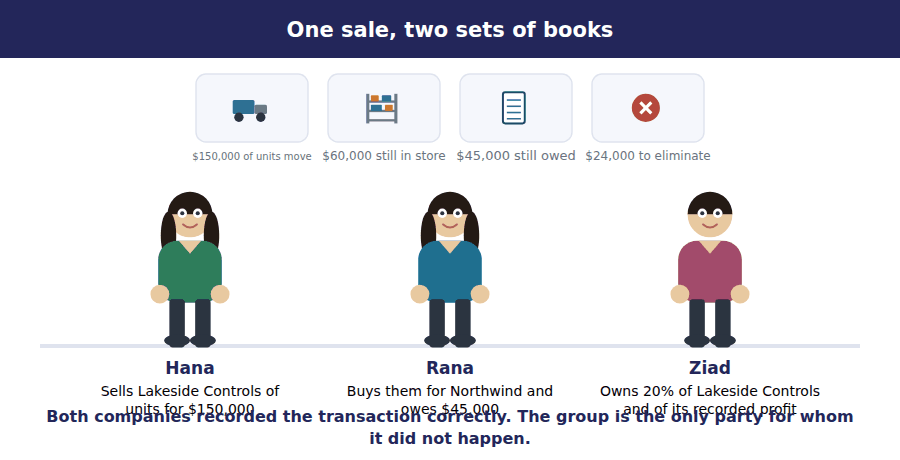 One sale, two sets of books
$150,000 of units move
$60,000 still in store
$45,000 still owed
$24,000 to eliminate
Hana
Sells Lakeside Controls of
units for $150,000
Rana
Buys them for Northwind and
owes $45,000
Ziad
Owns 20% of Lakeside Controls
and of its recorded profit
Both companies recorded the transaction correctly. The group is the only party for whom
it did not happen.